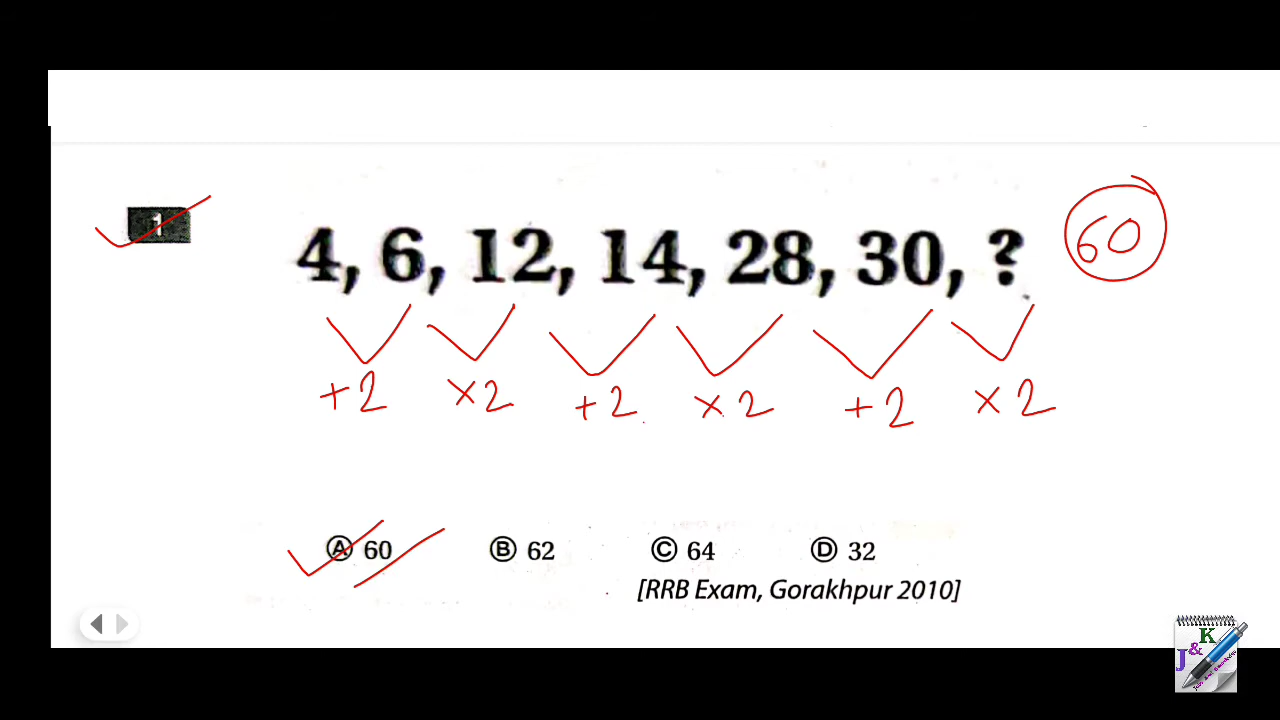 1
4, 6, 12, 14, 28, 30, ? 60
+2 ×2 +2 ×2 +2 ×2
Ⓐ 60 Ⓑ 62 Ⓒ 64 Ⓓ 32
[RRB Exam, Gorakhpur 2010]
J & K